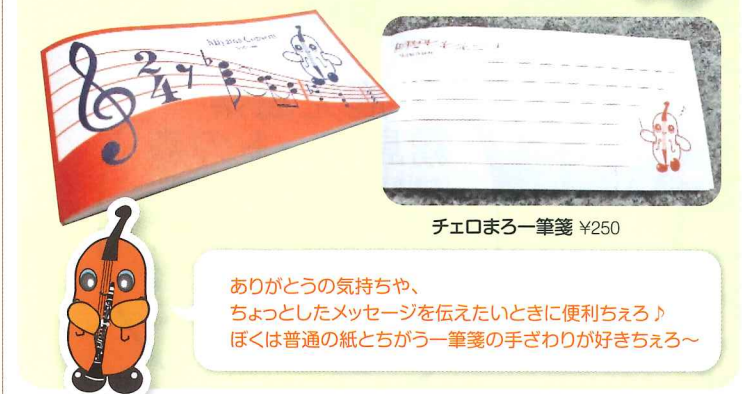 チェロまろ一筆箋 ¥250
ありがとうの気持ちや、
ちょっとしたメッセージを伝えたいときに便利ちぇろ♪
ぼくは普通の紙とちがう一筆箋の手ざわりが好きちぇろ～